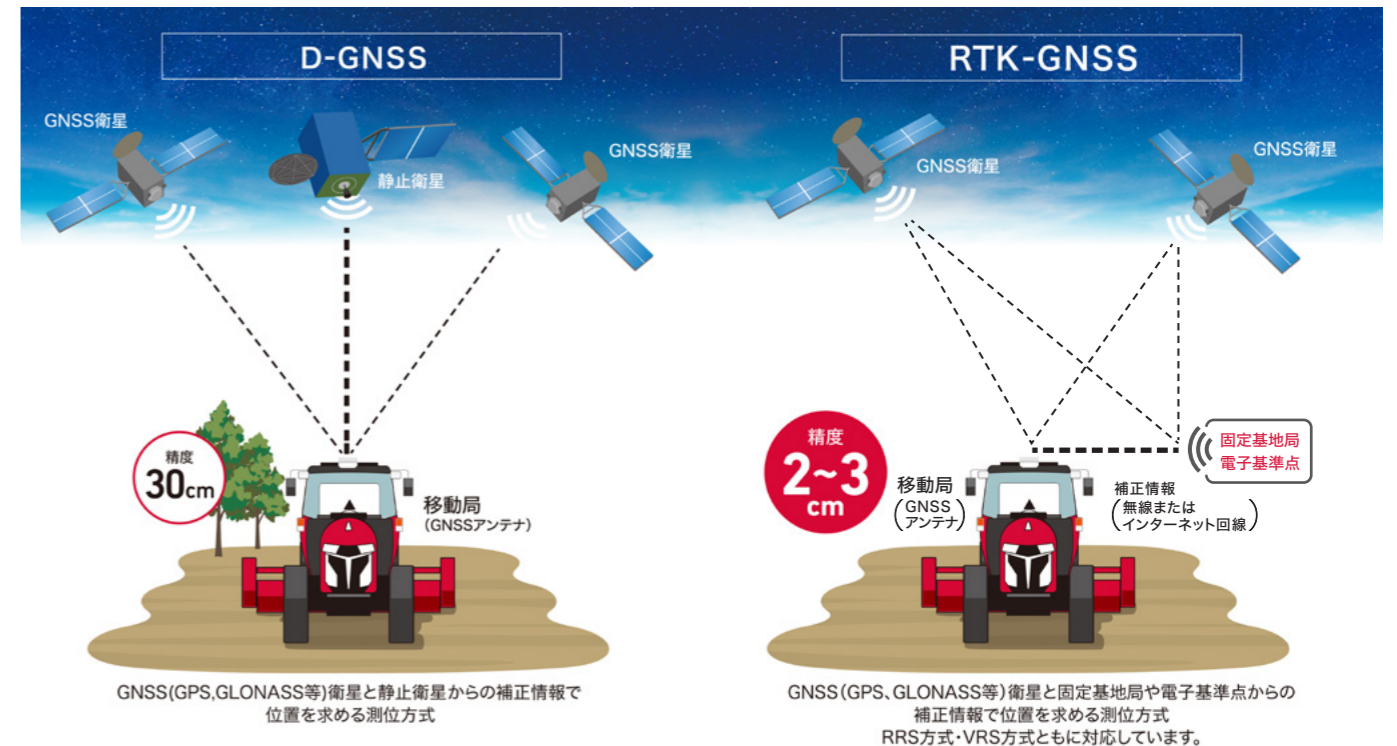 D-GNSS
GNSS衛星
静止衛星
GNSS衛星
精度
30cm
移動局
(GNSSアンテナ)
GNSS(GPS,GLONASS等)衛星と静止衛星からの補正情報で
位置を求める測位方式
RTK-GNSS
GNSS衛星
GNSS衛星
精度
2~3
cm
移動局
(GNSS
アンテナ)
固定基地局
電子基準点
補正情報
(無線または
インターネット回線)
GNSS(GPS、GLONASS等)衛星と固定基地局や電子基準点からの
補正情報で位置を求める測位方式
RRS方式・VRS方式ともに対応しています。